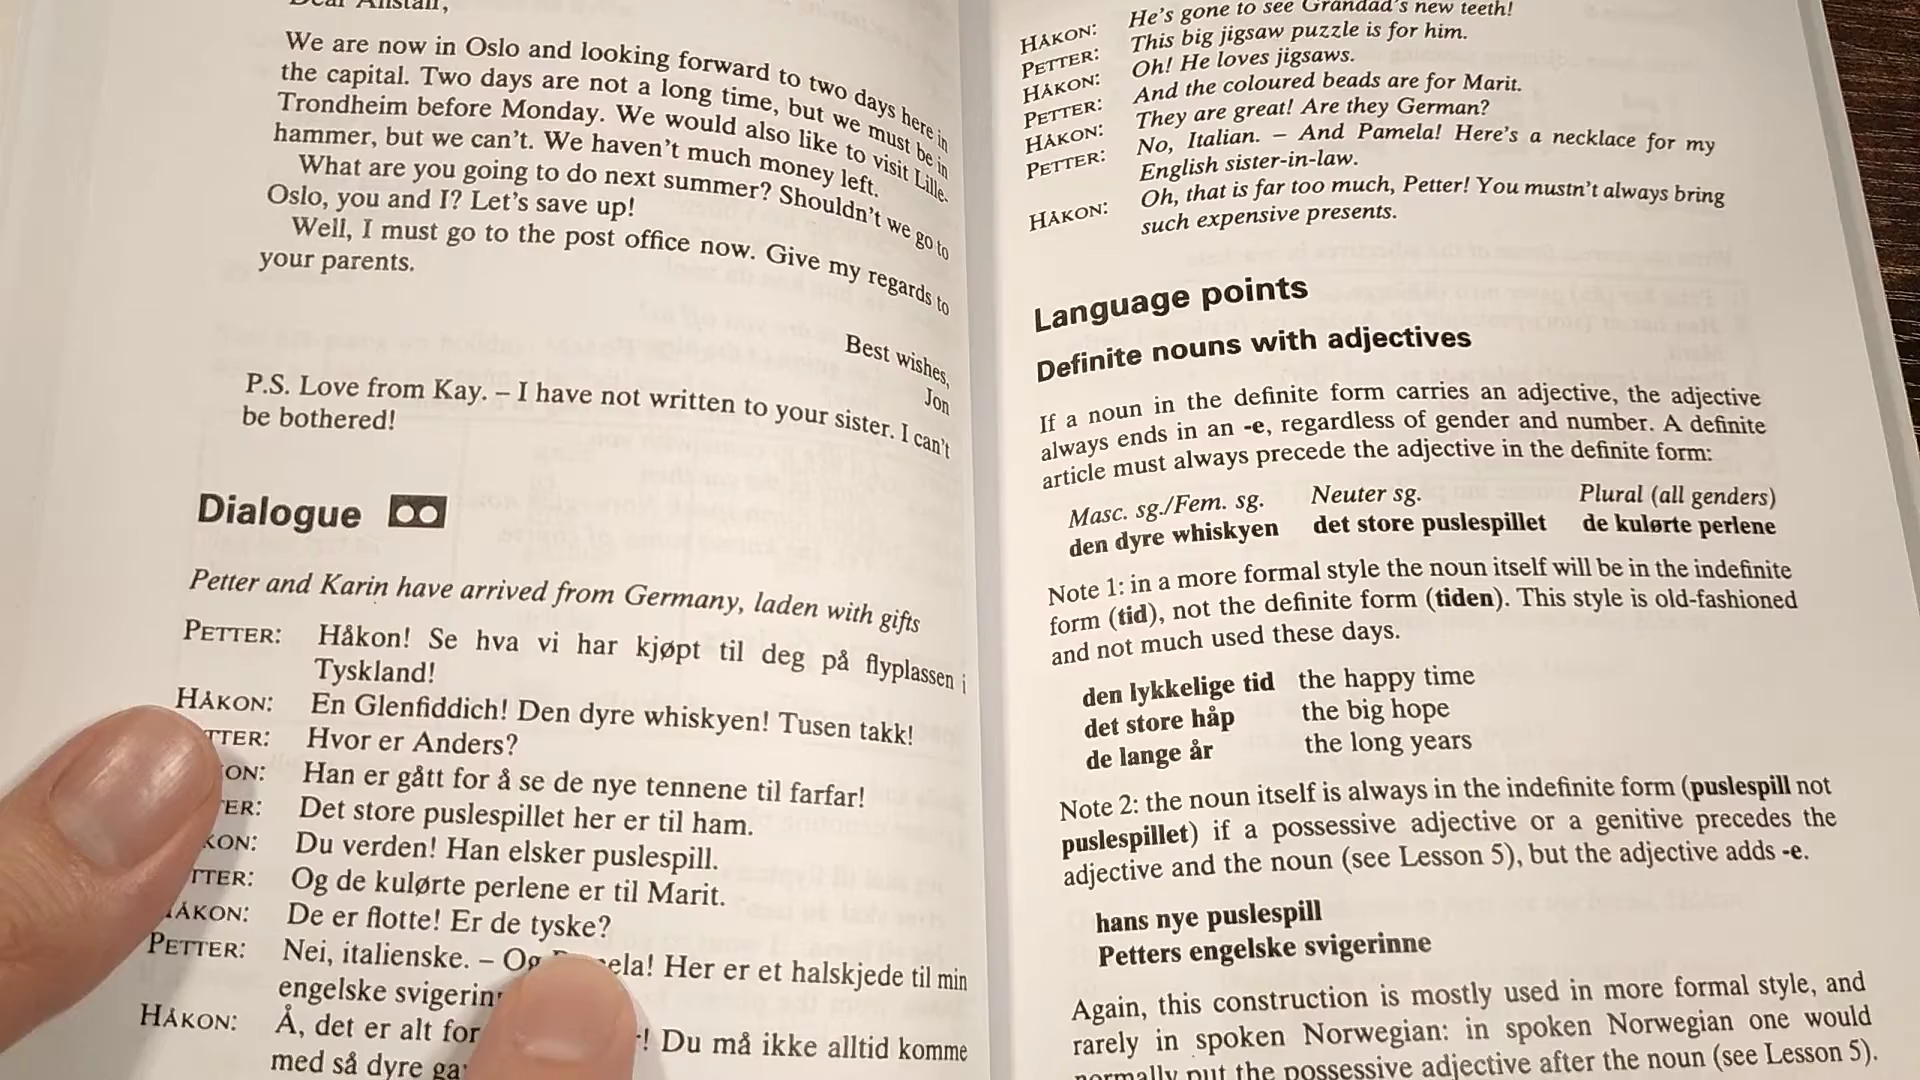 Dear Alistair,
We are now in Oslo and looking forward to two days here in
the capital. Two days are not a long time, but we must be in
Trondheim before Monday. We would also like to visit Lille-
hammer, but we can't. We haven't much money left.
What are you going to do next summer? Shouldn't we go to
Oslo, you and I? Let's save up!
Well, I must go to the post office now. Give my regards to
your parents.
Best wishes,
Jon
P.S. Love from Kay. – I have not written to your sister. I can't
be bothered!
Dialogue
Petter and Karin have arrived from Germany, laden with gifts
PETTER: Håkon! Se hva vi har kjøpt til deg på flyplassen i
Tyskland!
HÅKON: En Glenfiddich! Den dyre whiskyen! Tusen takk!
TTER: Hvor er Anders?
ON: Han er gått for å se de nye tennene til farfar!
ER: Det store puslespillet her er til ham.
KON: Du verden! Han elsker puslespill.
TTER: Og de kulørte perlene er til Marit.
HÅKON: De er flotte! Er de tyske?
PETTER: Nei, italienske. – Og ela! Her er et halskjede til min
engelske
HÅKON: Å, det er alt for ! Du må ikke alltid komme
med så dyre
He's gone to see Grandad's new teeth!
HÅKON: This big jigsaw puzzle is for him.
PETTER: Oh! He loves jigsaws.
HÅKON: And the coloured beads are for Marit.
PETTER: They are great! Are they German?
HÅKON: No, Italian. – And Pamela! Here's a necklace for my
PETTER: English sister-in-law.
Oh, that is far too much, Petter! You mustn't always bring
HÅKON: such expensive presents.
Language points
Definite nouns with adjectives
If a noun in the definite form carries an adjective, the adjective
always ends in an -e, regardless of gender and number. A definite
article must always precede the adjective in the definite form:
Masc. sg./Fem. sg. Neuter sg. Plural (all genders)
den dyre whiskyen det store puslespillet de kulørte perlene
Note 1: in a more formal style the noun itself will be in the indefinite
form (tid), not the definite form (tiden). This style is old-fashioned
and not much used these days.
den lykkelige tid the happy time
det store håp the big hope
de lange år the long years
Note 2: the noun itself is always in the indefinite form (puslespill not
puslespillet) if a possessive adjective or a genitive precedes the
adjective and the noun (see Lesson 5), but the adjective adds -e.
hans nye puslespill
Petters engelske svigerinne
Again, this construction is mostly used in more formal style, and
rarely in spoken Norwegian: in spoken Norwegian one would
normally put the possessive adjective after the noun (see Lesson 5).